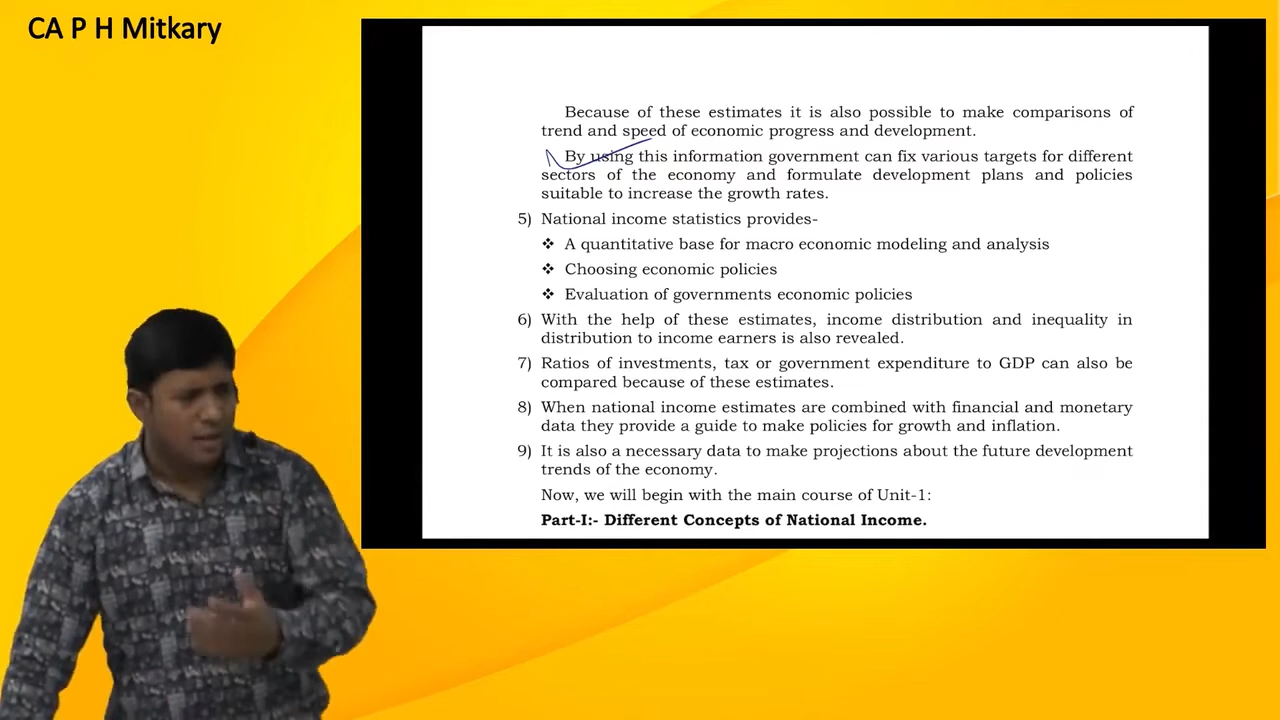 CA P H Mitkary
Because of these estimates it is also possible to make comparisons of
trend and speed of economic progress and development.
By using this information government can fix various targets for different
sectors of the economy and formulate development plans and policies
suitable to increase the growth rates.
5) National income statistics provides-
❖ A quantitative base for macro economic modeling and analysis
❖ Choosing economic policies
❖ Evaluation of governments economic policies
6) With the help of these estimates, income distribution and inequality in
distribution to income earners is also revealed.
7) Ratios of investments, tax or government expenditure to GDP can also be
compared because of these estimates.
8) When national income estimates are combined with financial and monetary
data they provide a guide to make policies for growth and inflation.
9) It is also a necessary data to make projections about the future development
trends of the economy.
Now, we will begin with the main course of Unit-1:
Part-I:- Different Concepts of National Income.